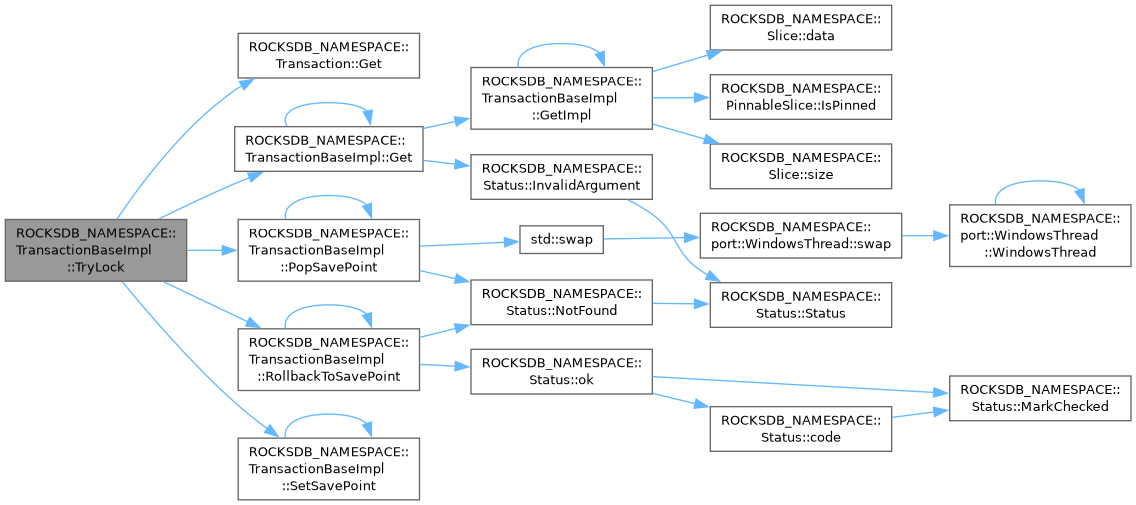 ROCKSDB_NAMESPACE::
TransactionBaseImpl
::TryLock
ROCKSDB_NAMESPACE::
Transaction::Get
ROCKSDB_NAMESPACE::
TransactionBaseImpl::Get
ROCKSDB_NAMESPACE::
TransactionBaseImpl
::PopSavePoint
ROCKSDB_NAMESPACE::
TransactionBaseImpl
::RollbackToSavePoint
ROCKSDB_NAMESPACE::
TransactionBaseImpl
::SetSavePoint
ROCKSDB_NAMESPACE::
TransactionBaseImpl
::GetImpl
ROCKSDB_NAMESPACE::
Status::InvalidArgument
std::swap
ROCKSDB_NAMESPACE::
Status::NotFound
ROCKSDB_NAMESPACE::
Status::ok
ROCKSDB_NAMESPACE::
Slice::data
ROCKSDB_NAMESPACE::
PinnableSlice::IsPinned
ROCKSDB_NAMESPACE::
Slice::size
ROCKSDB_NAMESPACE::
port::WindowsThread::swap
ROCKSDB_NAMESPACE::
Status::Status
ROCKSDB_NAMESPACE::
Status::code
ROCKSDB_NAMESPACE::
port::WindowsThread
::WindowsThread
ROCKSDB_NAMESPACE::
Status::MarkChecked